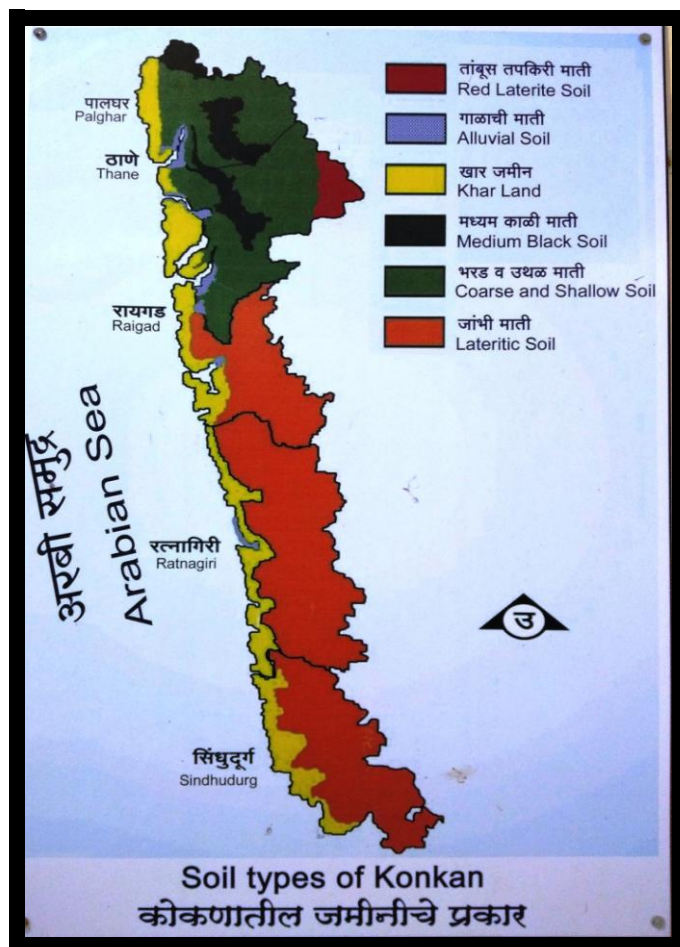 पालघर
Palghar
ठाणे
Thane
रायगड
Raigad
अरबी समुद्र
Arabian Sea
रत्नागिरी
Ratnagiri
सिंधुदूर्ग
Sindhudurg
तांबूस तपकिरी माती
Red Laterite Soil
गाळाची माती
Alluvial Soil
खार जमीन
Khar Land
मध्यम काळी माती
Medium Black Soil
भरड व उथळ माती
Coarse and Shallow Soil
जांभी माती
Lateritic Soil
उ
Soil types of Konkan
कोकणातील जमीनीचे प्रकार